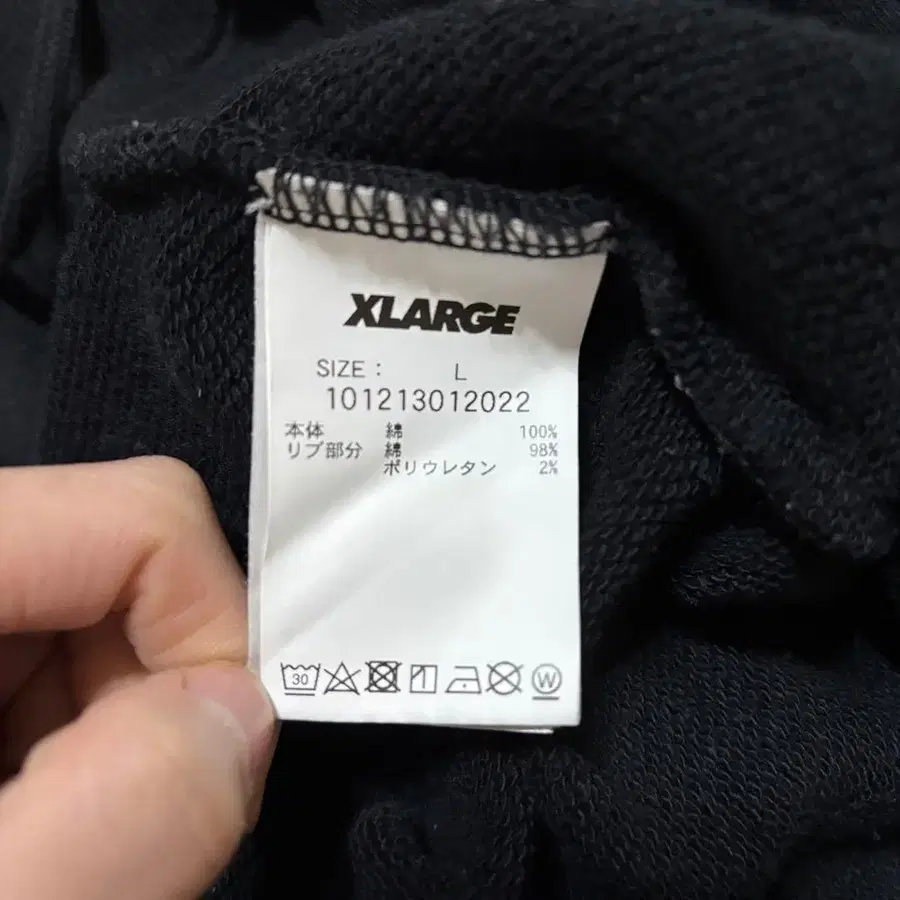 XLARGE
SIZE : L
101213012022
本体 綿 100%
リブ部分 綿 98%
ポリウレタン 2%
30 W